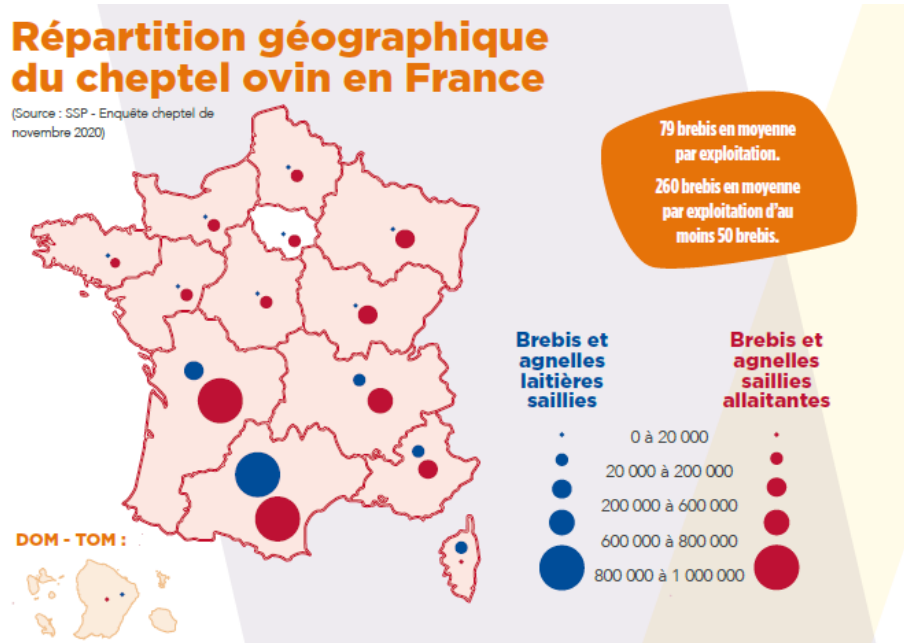 Répartition géographique
du cheptel ovin en France
(Source : SSP - Enquête cheptel de
novembre 2020)
79 brebis en moyenne
par exploitation.
260 brebis en moyenne
par exploitation d'au
moins 50 brebis.
Brebis et
agnelles
laitières
saillies
Brebis et
agnelles
saillies
allaitantes
0 à 20 000
20 000 à 200 000
200 000 à 600 000
600 000 à 800 000
800 000 à 1 000 000
DOM - TOM :